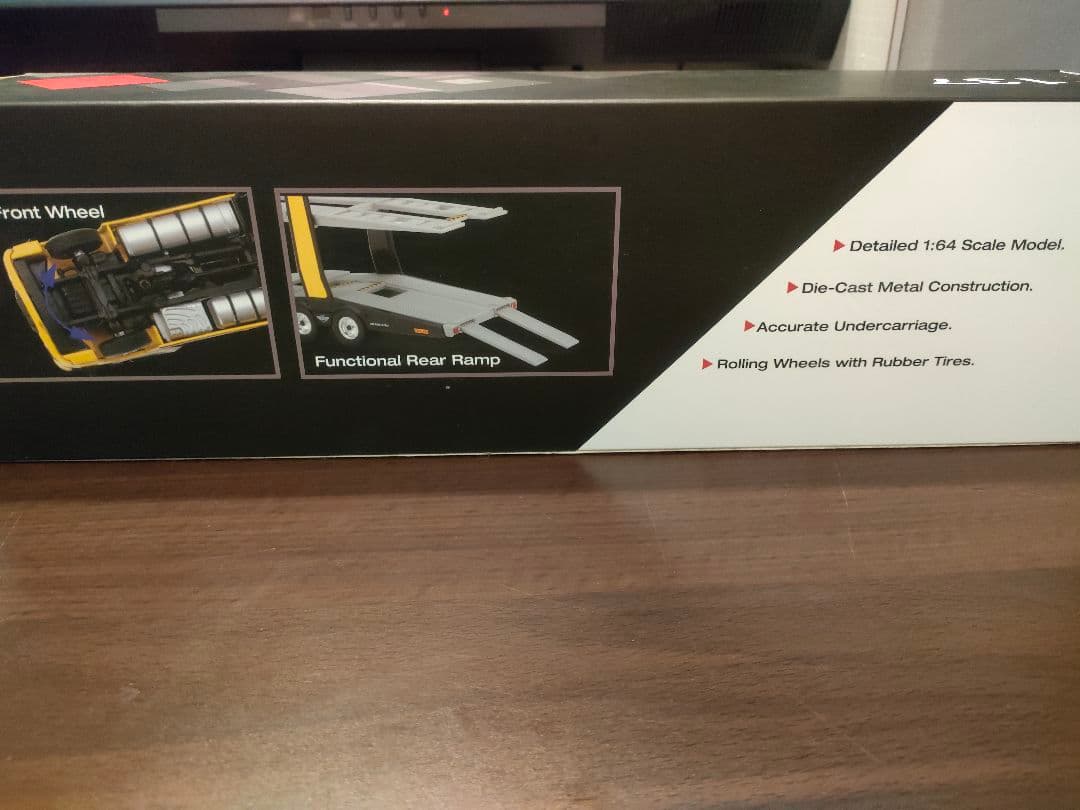 Front Wheel
Functional Rear Ramp
Detailed 1:64 Scale Model.
Die-Cast Metal Construction.
Accurate Undercarriage.
Rolling Wheels with Rubber Tires.